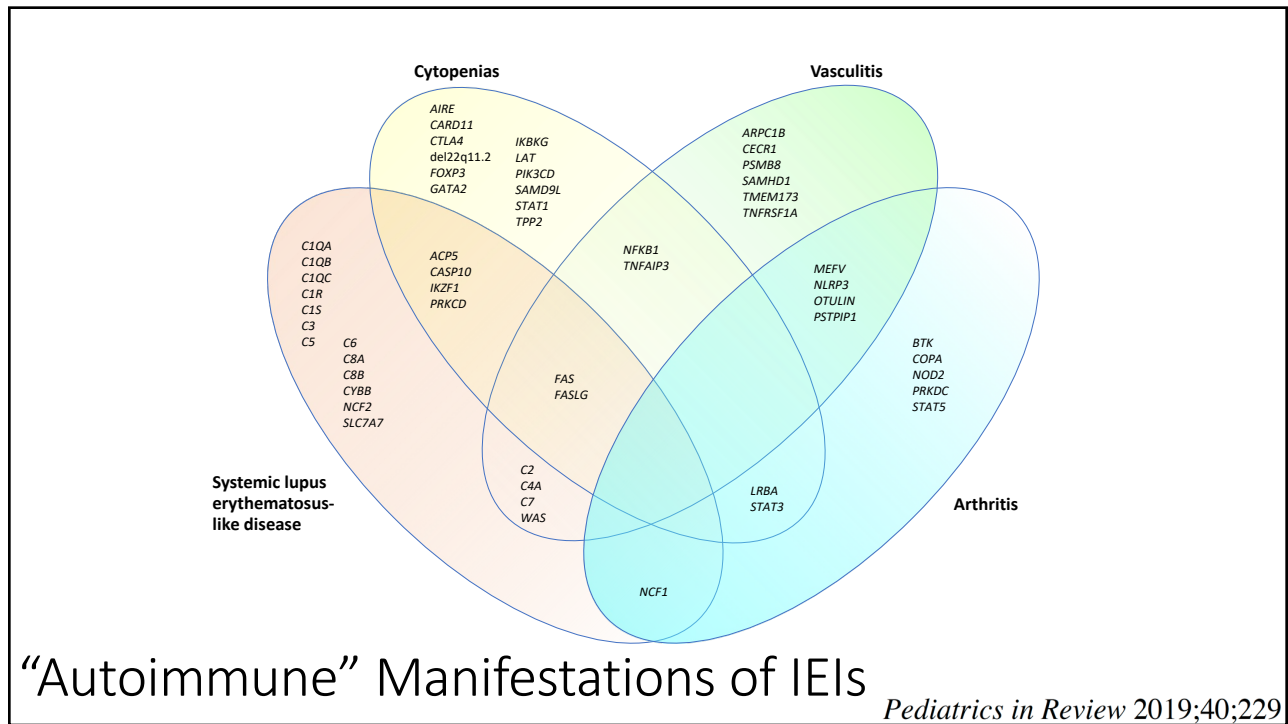 Cytopenias
Vasculitis
AIRE
CARD11
CTLA4
del22q11.2
FOXP3
GATA2
IKBKG
LAT
PIK3CD
SAMD9L
STAT1
TPP2
ARPC1B
CECR1
PSMB8
SAMHD1
TMEM173
TNFRSF1A
C1QA
C1QB
C1QC
C1R
C1S
C3
C5
C6
C8A
C8B
CYBB
NCF2
SLC7A7
ACP5
CASP10
IKZF1
PRKCD
NFKB1
TNFAIP3
MEFV
NLRP3
OTULIN
PSTPIP1
BTK
COPA
NOD2
PRKDC
STAT5
FAS
FASLG
C2
C4A
C7
WAS
LRBA
STAT3
Systemic lupus
erythematosus-
like disease
Arthritis
NCF1
“Autoimmune” Manifestations of IEIs
Pediatrics in Review 2019;40;229